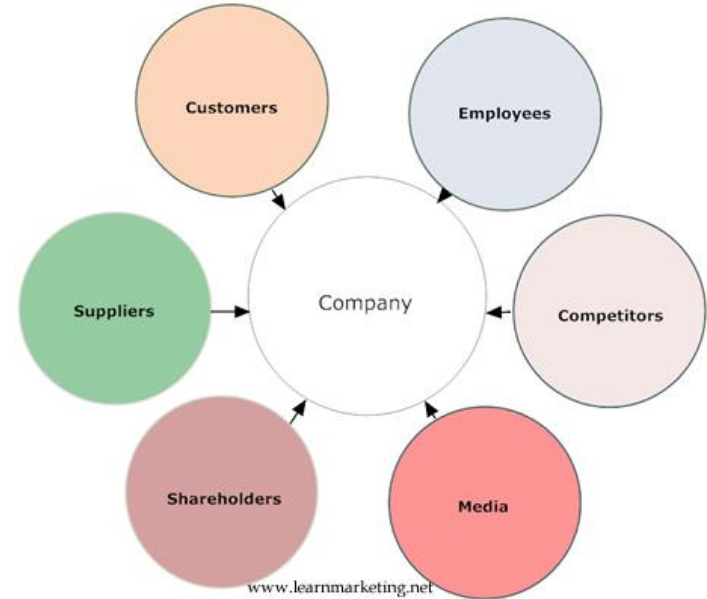 Customers
Employees
Suppliers
Company
Competitors
Shareholders
Media
www.learnmarketing.net